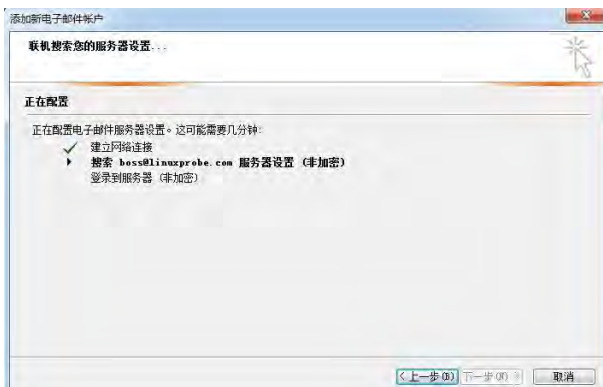 添加新电子邮件帐户
联机搜索您的服务器设置...
正在配置
正在配置电子邮件服务器设置。这可能需要几分钟:
建立网络连接
搜索 boss@linuxprobe.com 服务器设置 (非加密)
登录到服务器 (非加密)
< 上一步(B) 下一步(N) > 取消